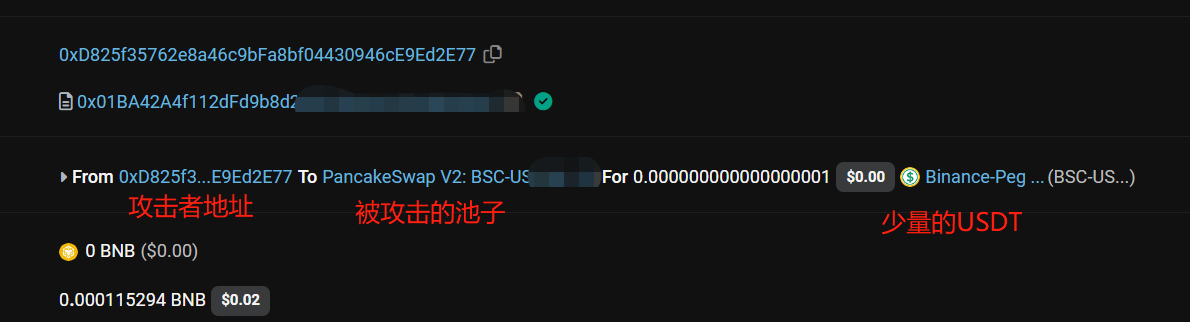 0xD825f35762e8a46c9bFa8bf04430946cE9Ed2E77
0x01BA42A4f112dFd9b8d2
From 0xD825f3...E9Ed2E77 To PancakeSwap V2: BSC-US For 0.000000000000000001 $0.00 Binance-Peg ... (BSC-US...)
攻击者地址 被攻击的池子 少量的USDT
0 BNB ($0.00)
0.000115294 BNB $0.02